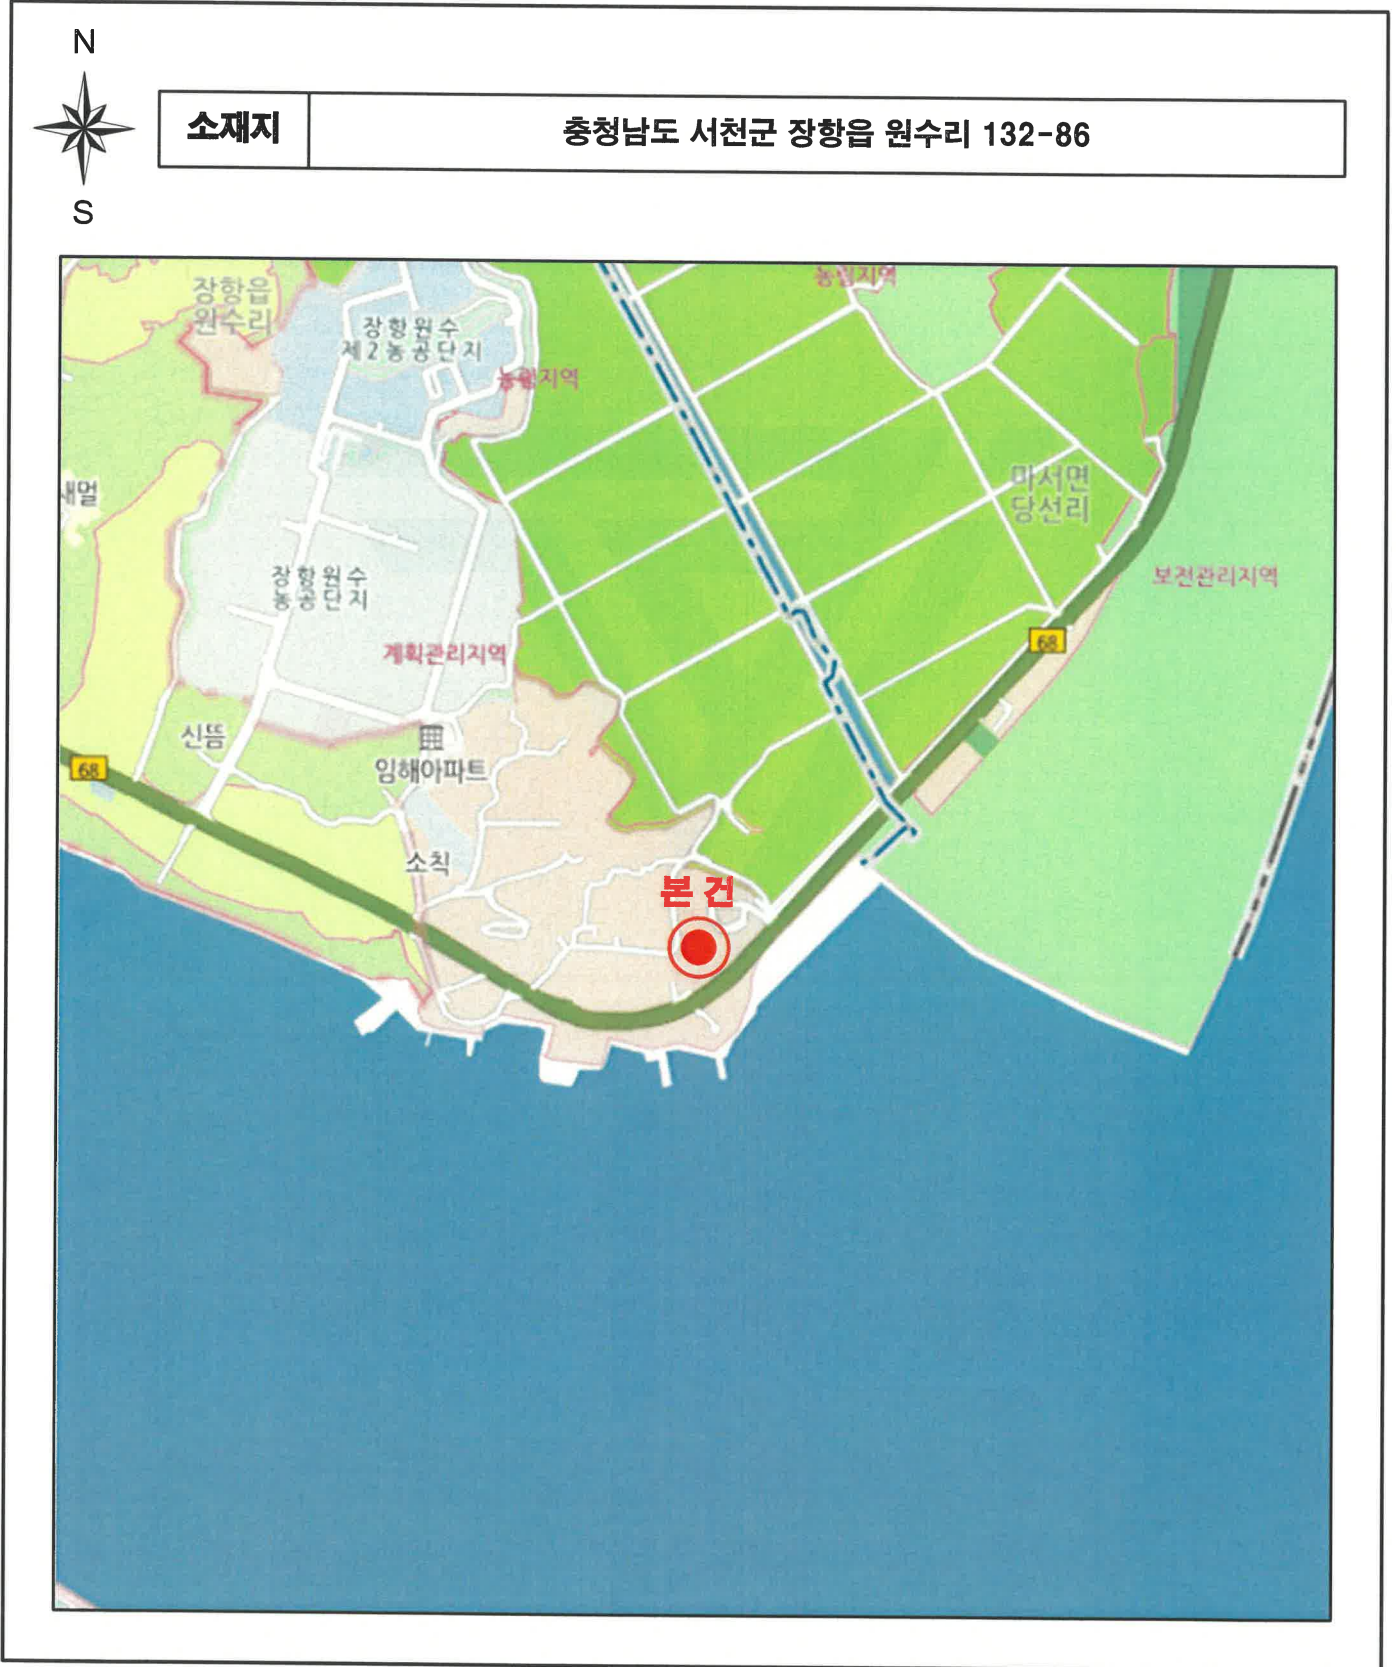 N
S
소재지
충청남도 서천군 장항읍 원수리 132-86
농림지역
장항읍
원수리
장항원수
제2농공단지
농림지역
마서면
당선리
새멀
보전관리지역
장항원수
농공단지
계획관리지역
68
신뜸
68
임해아파트
소칙
본 건